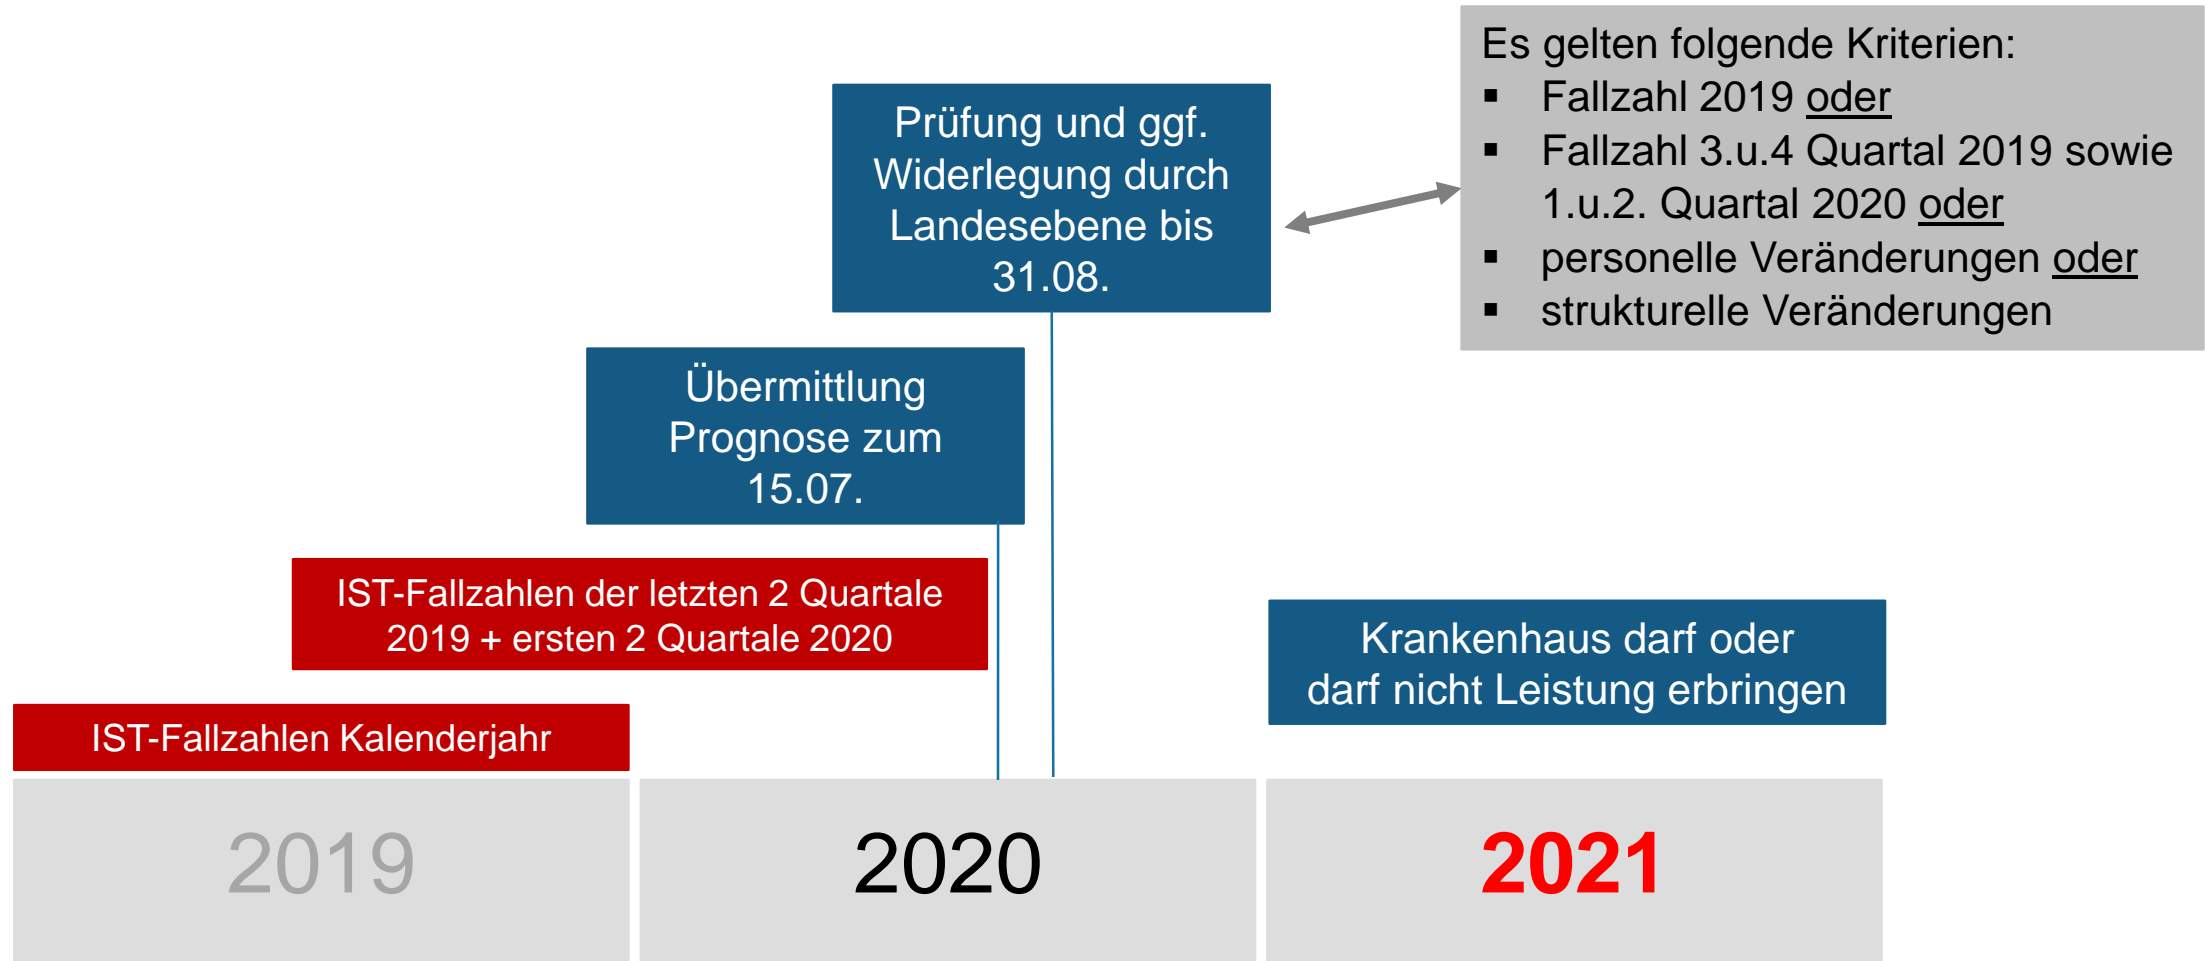 Es gelten folgende Kriterien:
▪ Fallzahl 2019 oder
▪ Fallzahl 3.u.4 Quartal 2019 sowie
1.u.2. Quartal 2020 oder
▪ personelle Veränderungen oder
▪ strukturelle Veränderungen
Prüfung und ggf.
Widerlegung durch
Landesebene bis
31.08.
Übermittlung
Prognose zum
15.07.
IST-Fallzahlen der letzten 2 Quartale
2019 + ersten 2 Quartale 2020
Krankenhaus darf oder
darf nicht Leistung erbringen
IST-Fallzahlen Kalenderjahr
2019
2020
2021